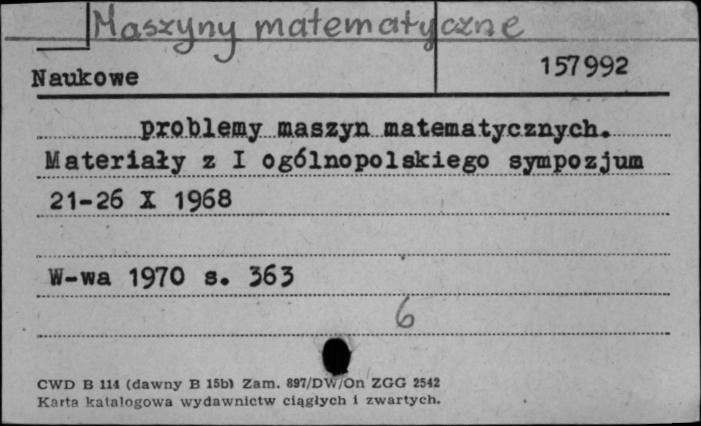 Maszyny matematyczne
Naukowe 157992
problemy maszyn matematycznych.
Materiały z I ogólnopolskiego sympozjum
21-26 X 1968
W-wa 1970 s. 363
6
CWD B 114 (dawny B 15b) Zam. 897/DW/On ZGG 2542
Karta katalogowa wydawnictw ciągłych i zwartych.